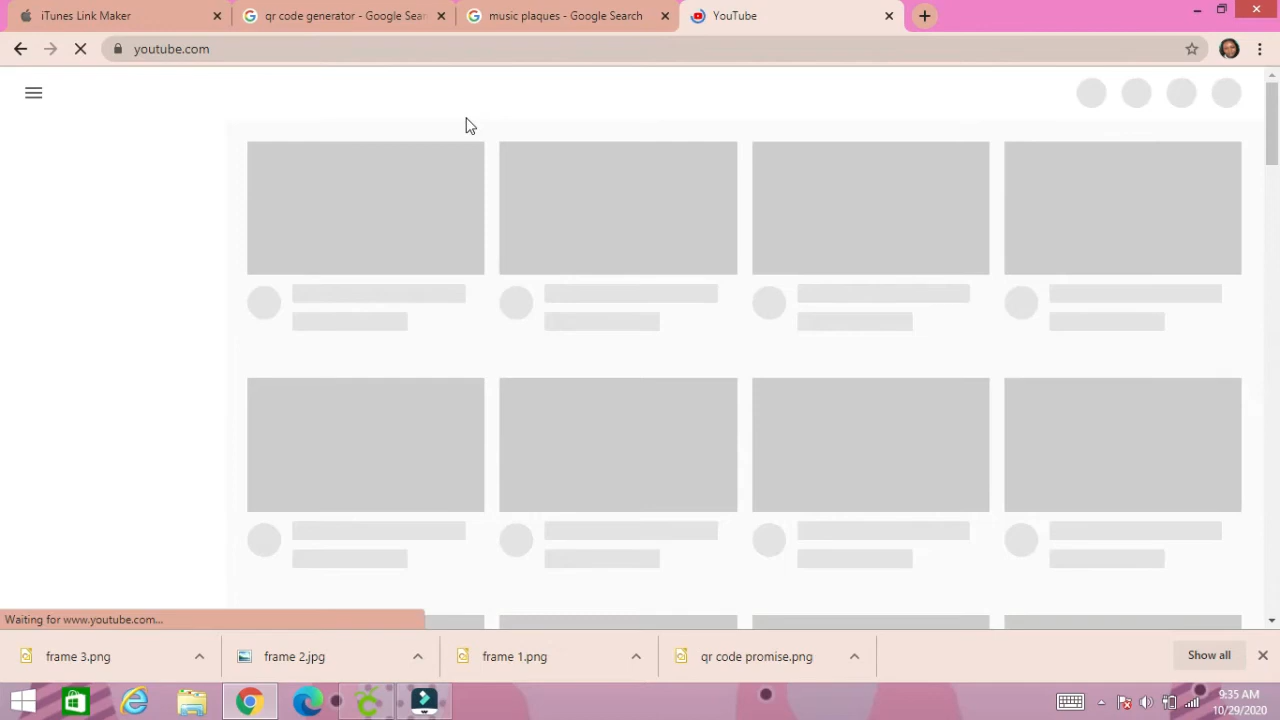 iTunes Link Maker
qr code generator - Google Sear
music plaques - Google Search
YouTube
youtube.com
Waiting for www.youtube.com...
frame 3.png
frame 2.jpg
frame 1.png
qr code promise.png
Show all
9:35 AM
10/29/2020